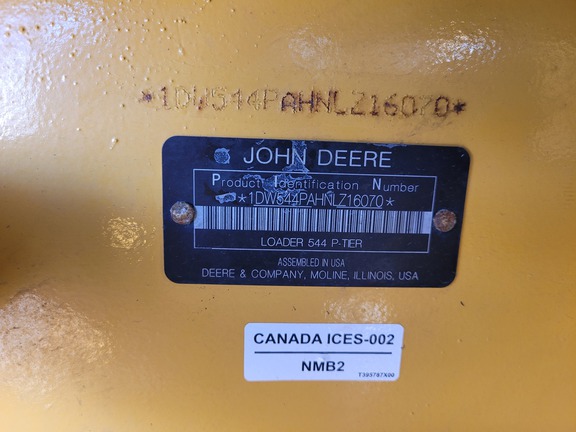 *1DW544PAHNLZ16070*
JOHN DEERE
Product Identification Number
*1DW544PAHNLZ16070*
LOADER 544 P-TIER
ASSEMBLED IN USA
DEERE & COMPANY, MOLINE, ILLINOIS, USA
CANADA ICES-002
NMB2
T395787X00